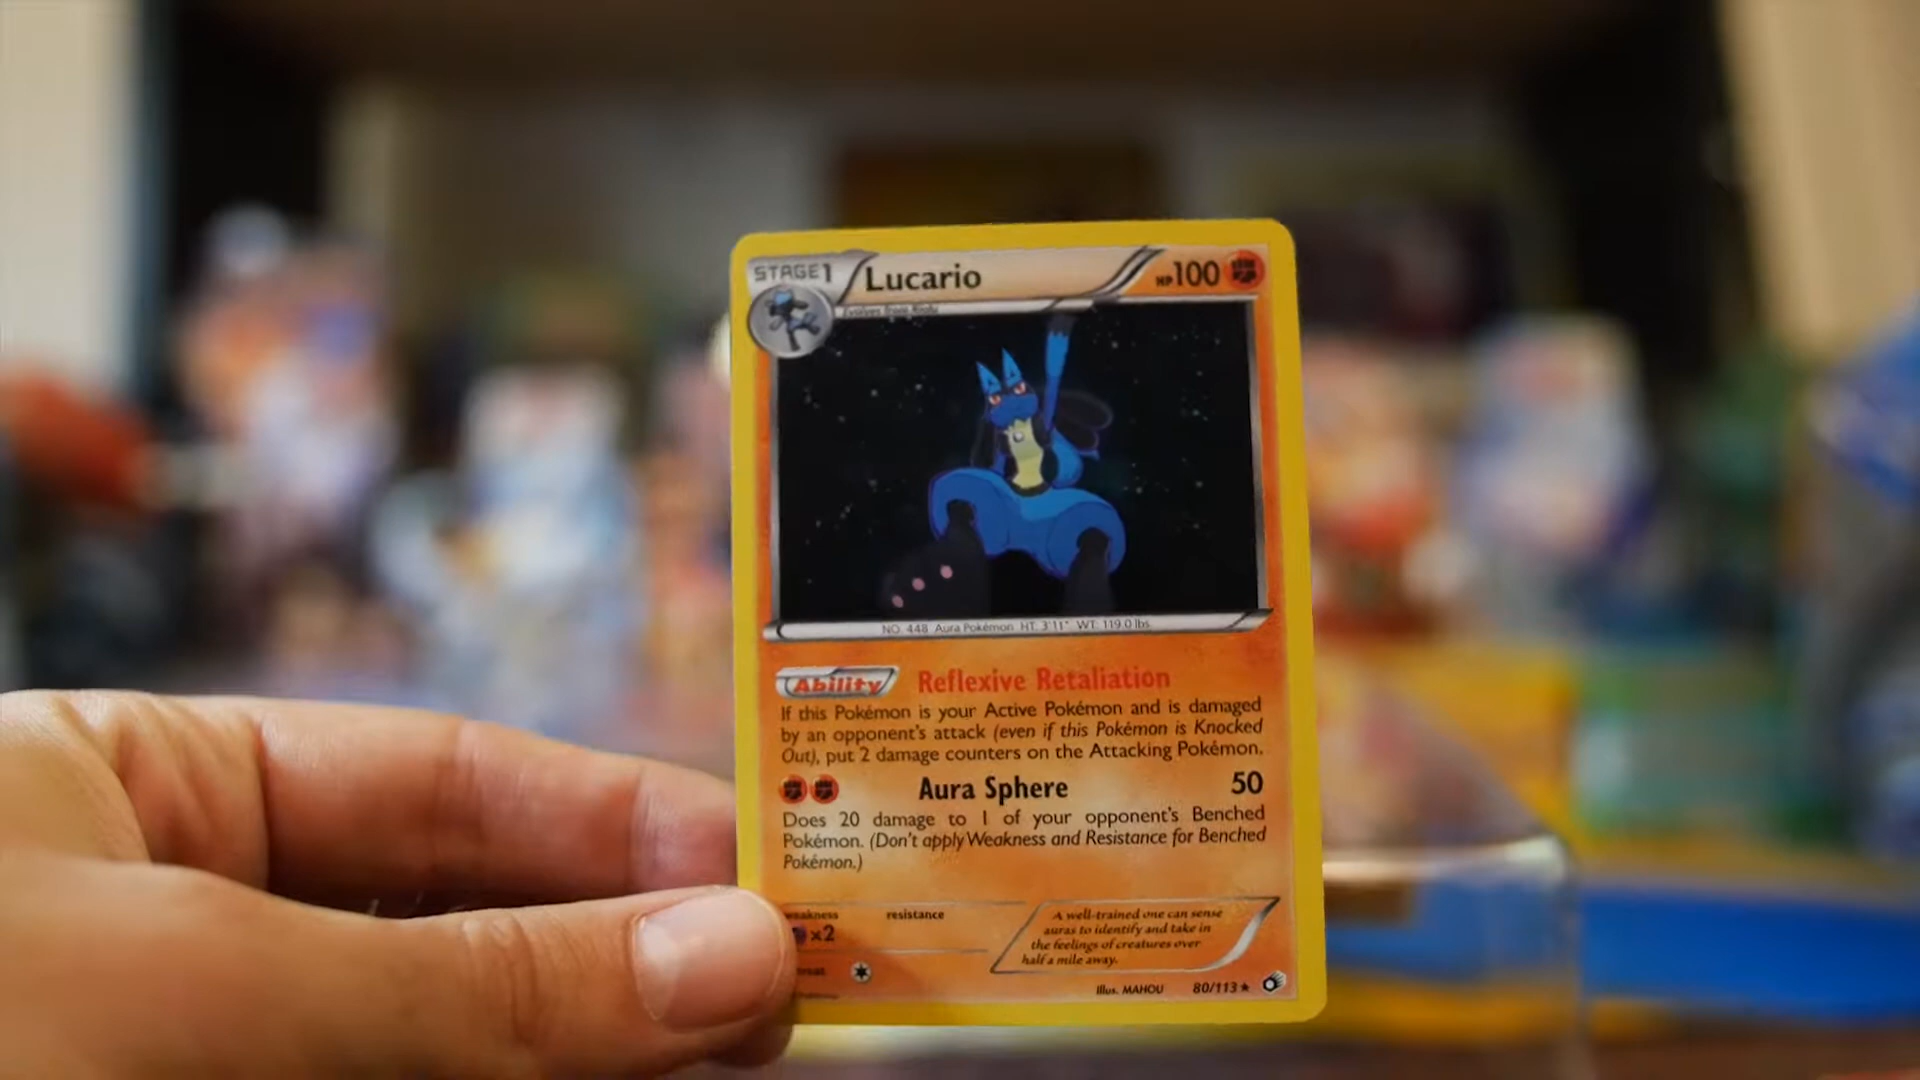 STAGE1 Lucario HP100
Evolves from Riolu
NO. 448 Aura Pokémon HT: 3'11" WT: 119.0 lbs.
Ability Reflexive Retaliation
If this Pokémon is your Active Pokémon and is damaged
by an opponent's attack (even if this Pokémon is Knocked
Out), put 2 damage counters on the Attacking Pokémon.
Aura Sphere 50
Does 20 damage to 1 of your opponent's Benched
Pokémon. (Don't apply Weakness and Resistance for Benched
Pokémon.)
weakness resistance
×2
A well-trained one can sense
auras to identify and take in
the feelings of creatures over
half a mile away.
Illus. MAHOU 80/113